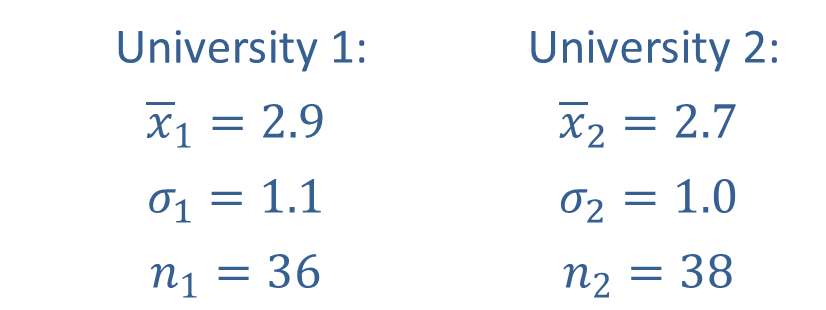 University 1:
x̅₁ = 2.9
σ₁ = 1.1
n₁ = 36
University 2:
x̅₂ = 2.7
σ₂ = 1.0
n₂ = 38